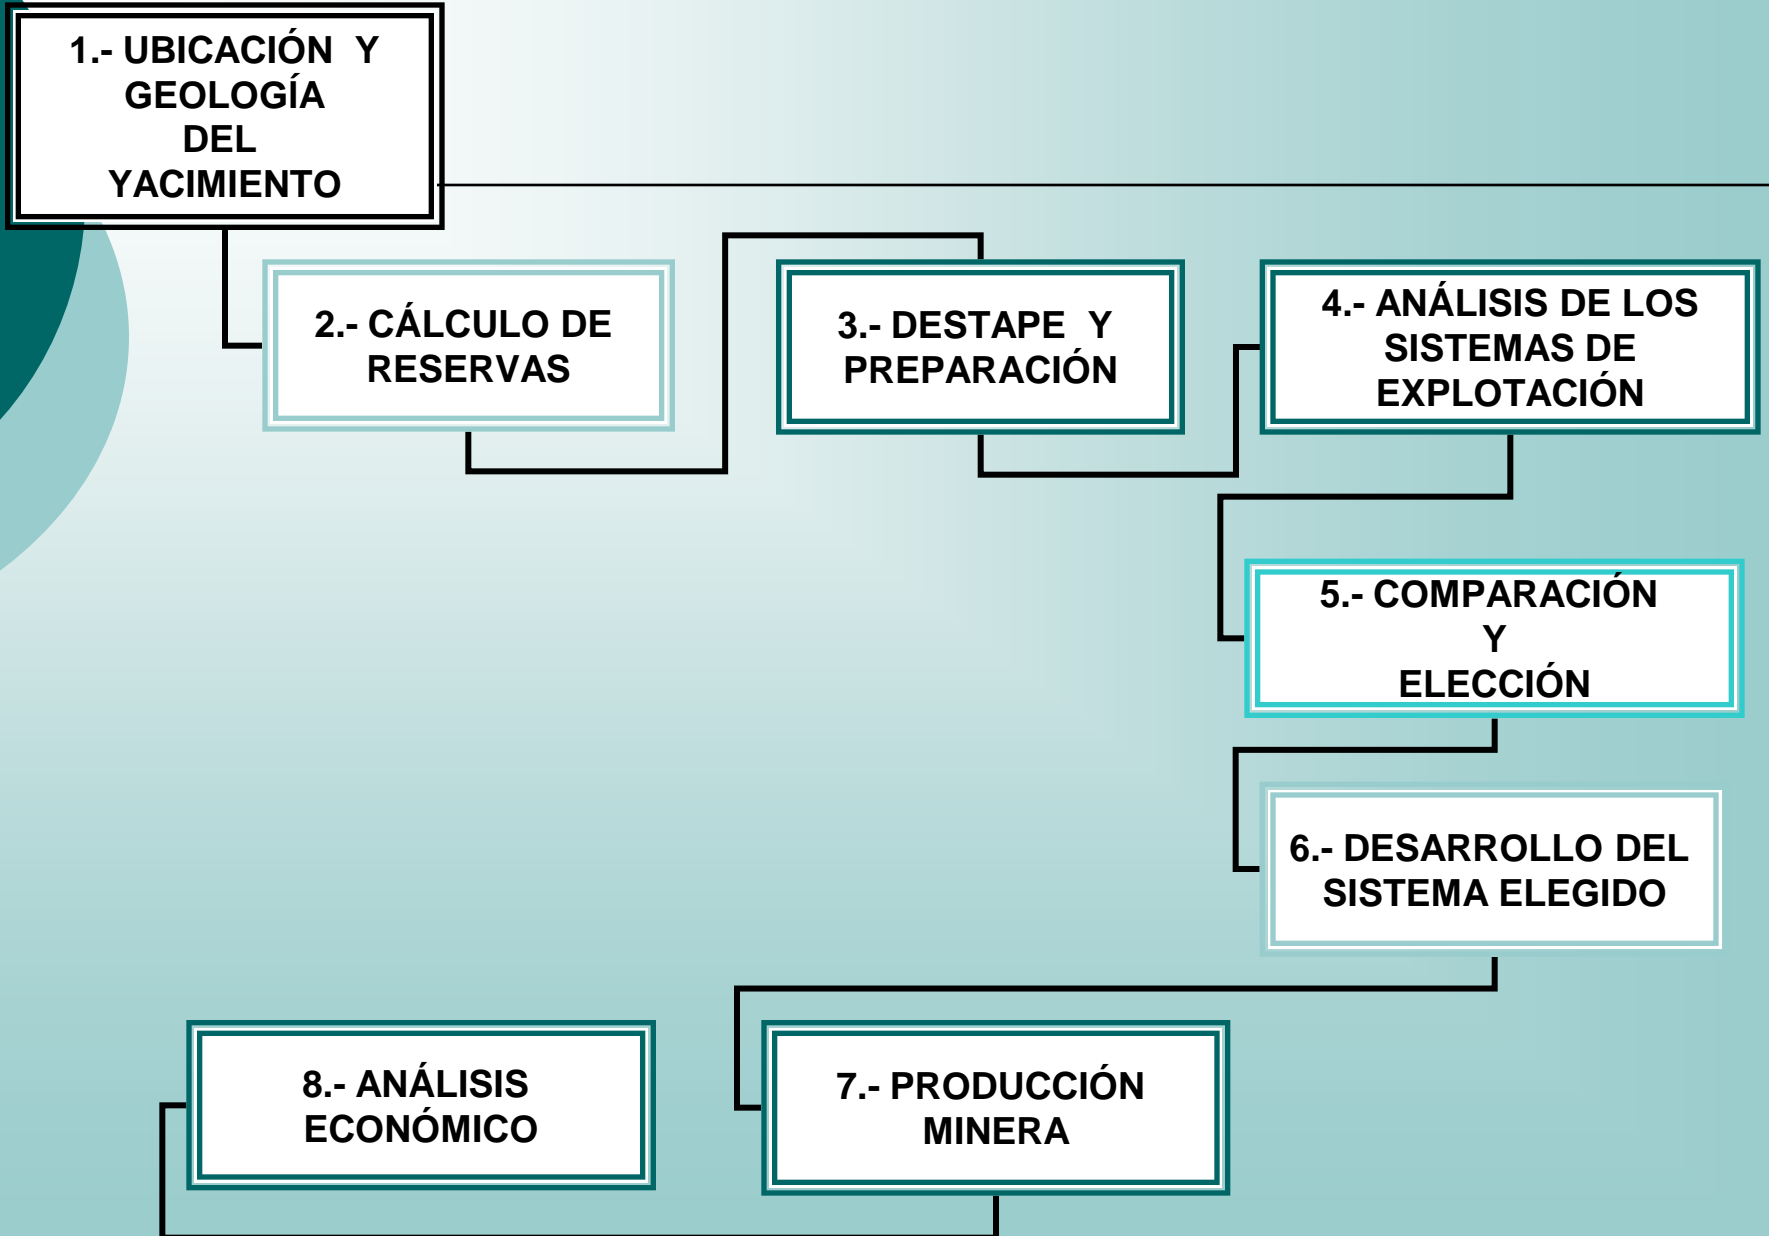 1.- UBICACIÓN Y
GEOLOGÍA
DEL
YACIMIENTO
2.- CÁLCULO DE
RESERVAS
3.- DESTAPE Y
PREPARACIÓN
4.- ANÁLISIS DE LOS
SISTEMAS DE
EXPLOTACIÓN
5.- COMPARACIÓN
Y
ELECCIÓN
6.- DESARROLLO DEL
SISTEMA ELEGIDO
7.- PRODUCCIÓN
MINERA
8.- ANÁLISIS
ECONÓMICO